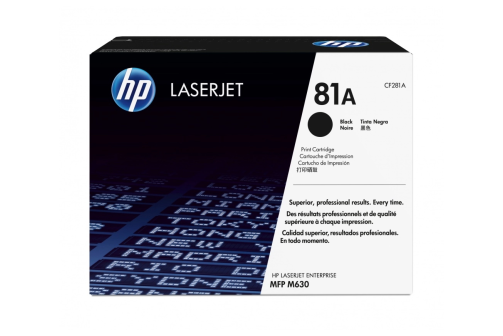 hp
hp
LASERJET
81A
CF281A
Black
Noire
Tinta Negra
黑色
Print Cartridge
Cartouche d'Impression
Cartucho de Impresión
打印硒鼓
Superior, professional results. Every time.
Des résultats professionnels et de qualité
supérieure à chaque impression.
Calidad superior, resultados profesionales.
En todo momento.
HP LASERJET ENTERPRISE
MFP M630